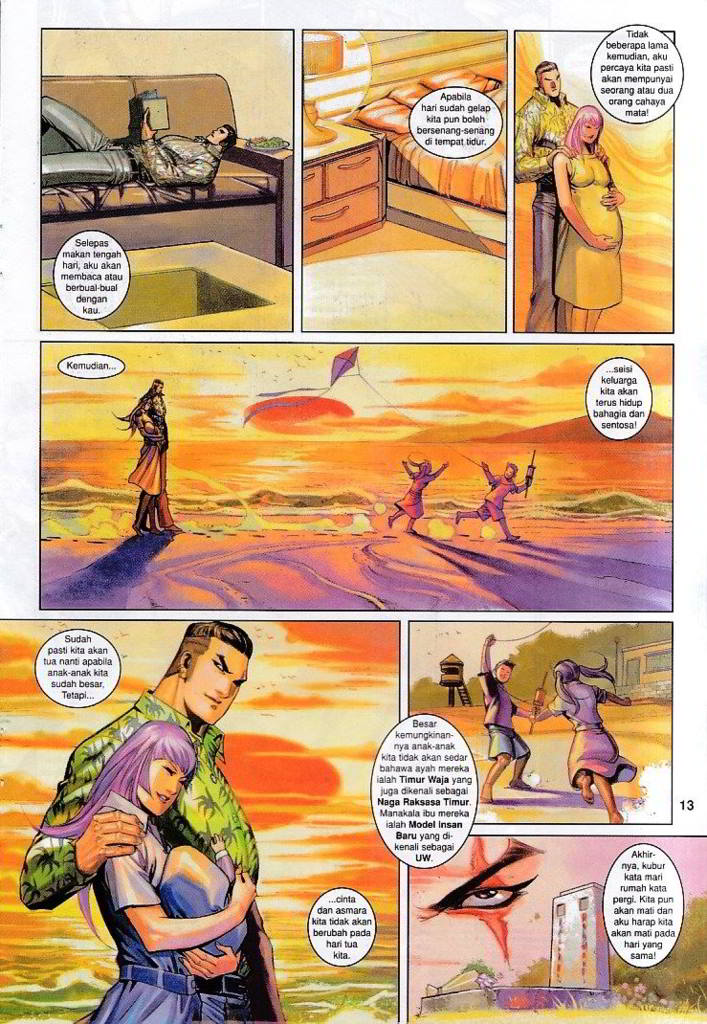 Selepas
makan tengah
hari, aku akan
membaca atau
berbual-bual
dengan
kau.
Apabila
hari sudah gelap
kita pun boleh
bersenang-senang
di tempat tidur.
Tidak
beberapa lama
kemudian, aku
percaya kita pasti
akan mempunyai
seorang atau dua
orang cahaya
mata!
Kemudian...
...seisi
keluarga
kita akan
terus hidup
bahagia dan
sentosa!
Sudah
pasti kita akan
tua nanti apabila
anak-anak kita
sudah besar.
Tetapi...
...cinta
dan asmara
kita tidak akan
berubah pada
hari tua
kita.
Besar
kemungkinan-
nya anak-anak
kita tidak akan sedar
bahawa ayah mereka
ialah Timur Waja yang
juga dikenali sebagai
Naga Raksasa Timur.
Manakala ibu mereka
ialah Model Insan
Baru yang di-
kenali sebagai
UW.
13
Akhir-
nya, kubur
kata mari
rumah kata
pergi. Kita pun
akan mati dan
aku harap kita
akan mati pada
hari yang
sama!